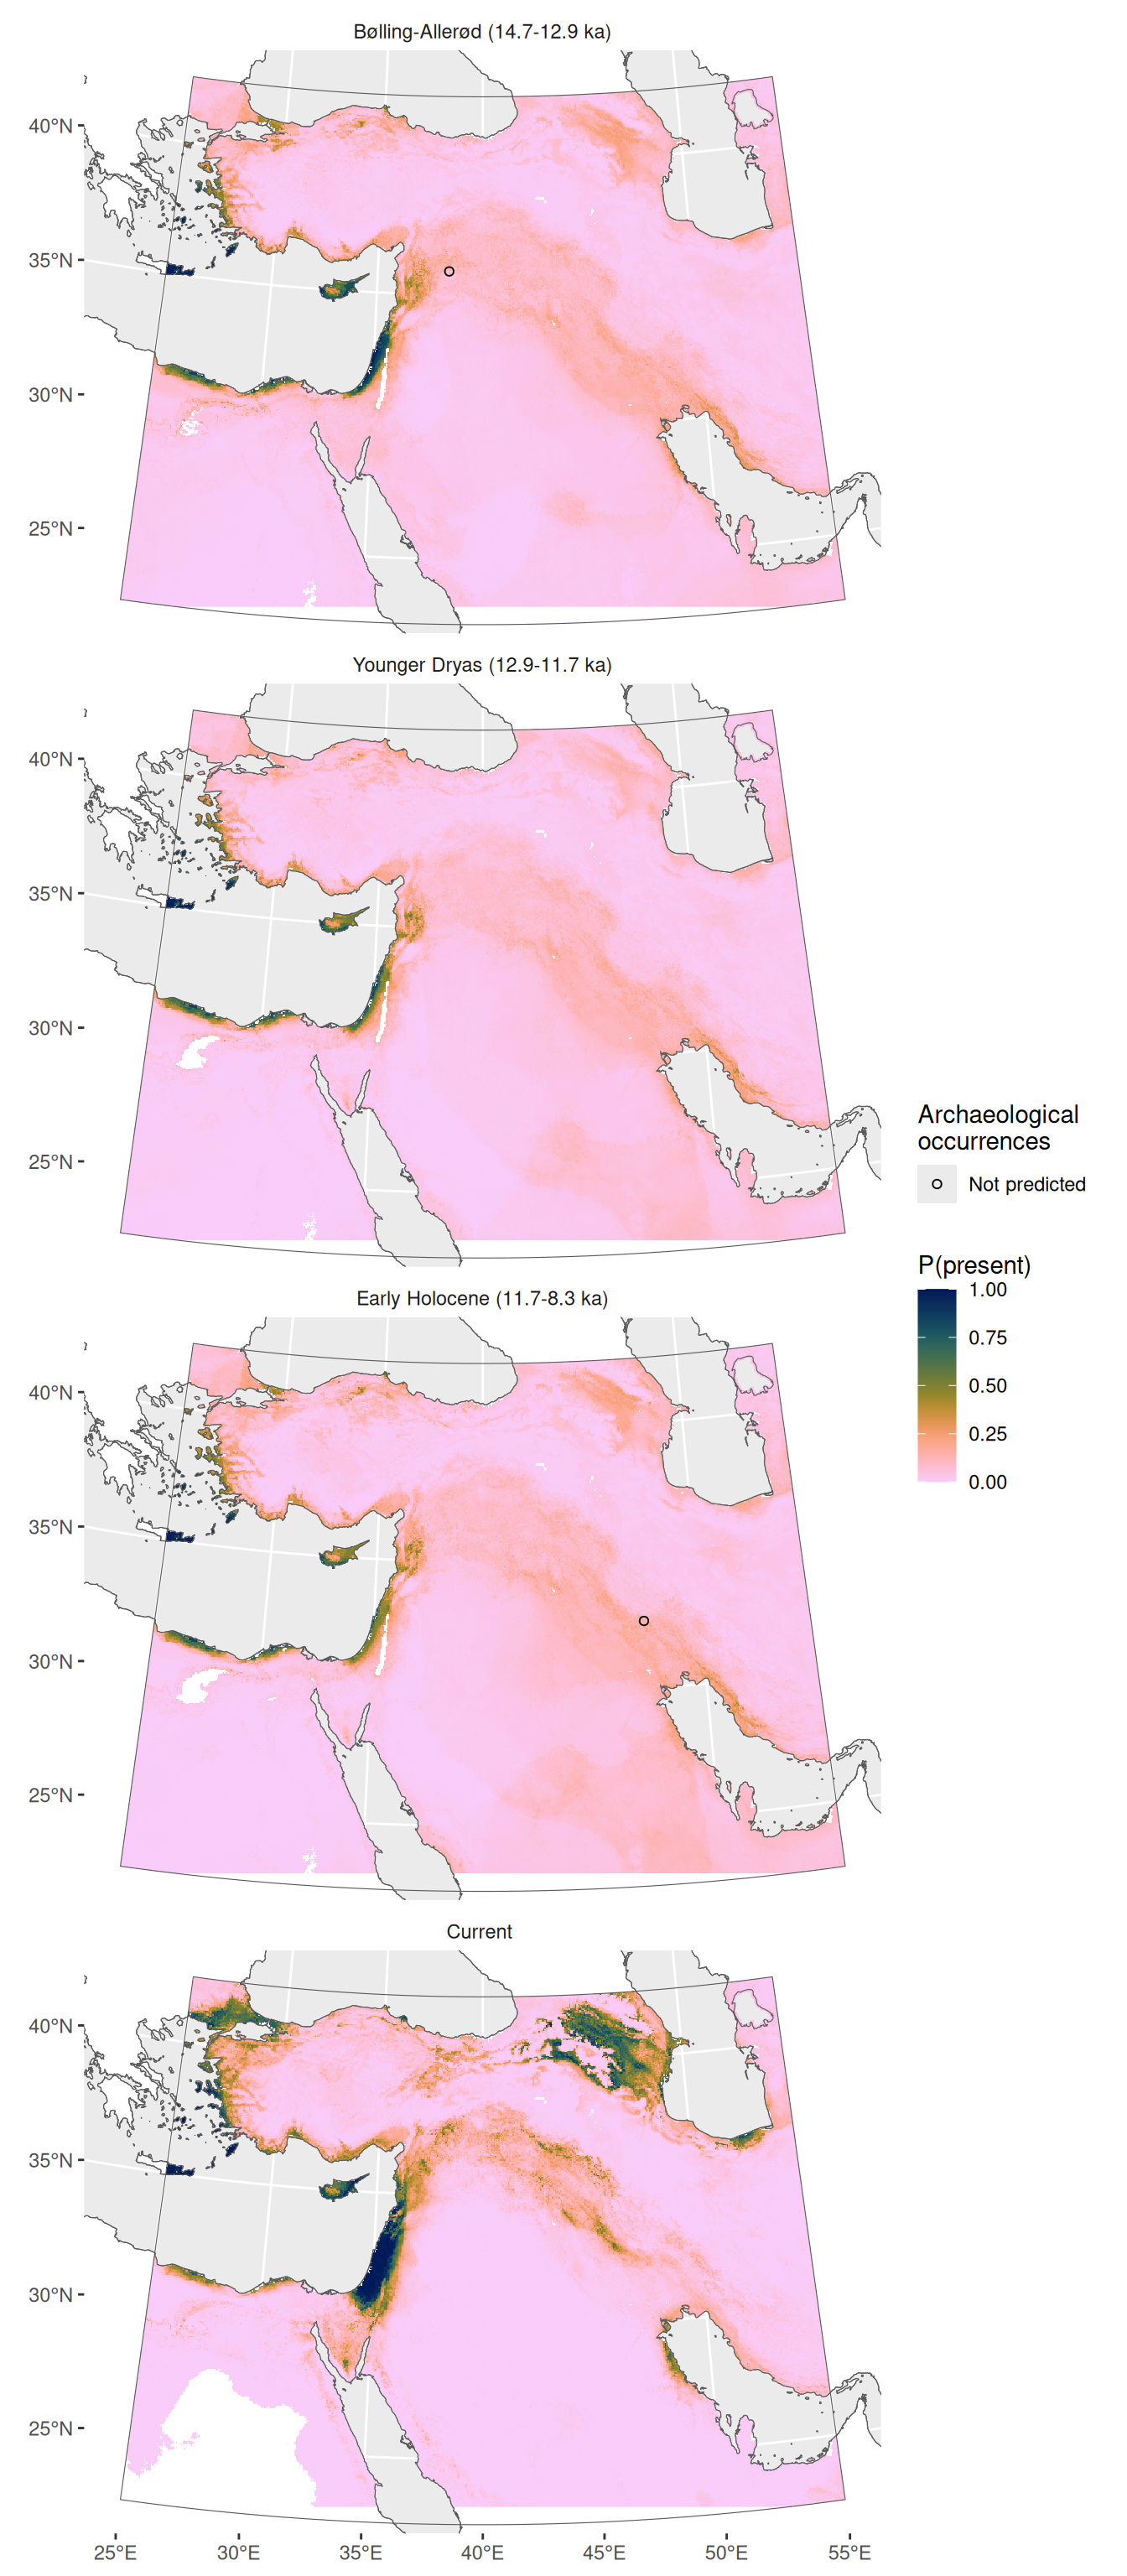 Bølling-Allerød (14.7-12.9 ka)
40°N
35°N
30°N
25°N
Younger Dryas (12.9-11.7 ka)
40°N
35°N
30°N
25°N
Archaeological
occurrences
Not predicted
P(present)
1.00
0.75
0.50
0.25
0.00
Early Holocene (11.7-8.3 ka)
40°N
35°N
30°N
25°N
Current
40°N
35°N
30°N
25°N
25°E 30°E 35°E 40°E 45°E 50°E 55°E